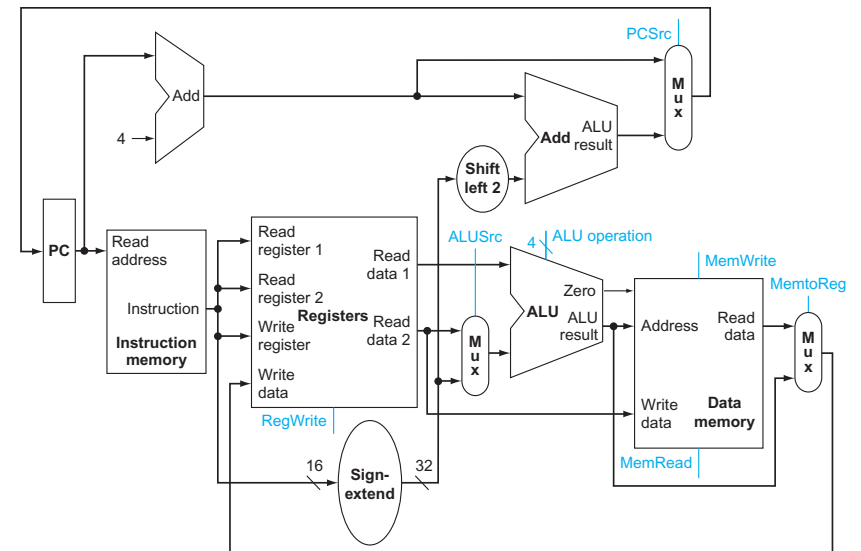 PCSrc
M
u
x
Add
4
Add
ALU
result
Shift
left 2
PC
Read
address
Instruction
Instruction
memory
Read
register 1
Read
register 2
Write
register
Write
data
Registers
Read
data 1
Read
data 2
RegWrite
ALUSrc
M
u
x
4
ALU operation
Zero
ALU
ALU
result
MemWrite
Address
Read
data
Write
data
Data
memory
MemRead
MemtoReg
M
u
x
16
Sign-
extend
32